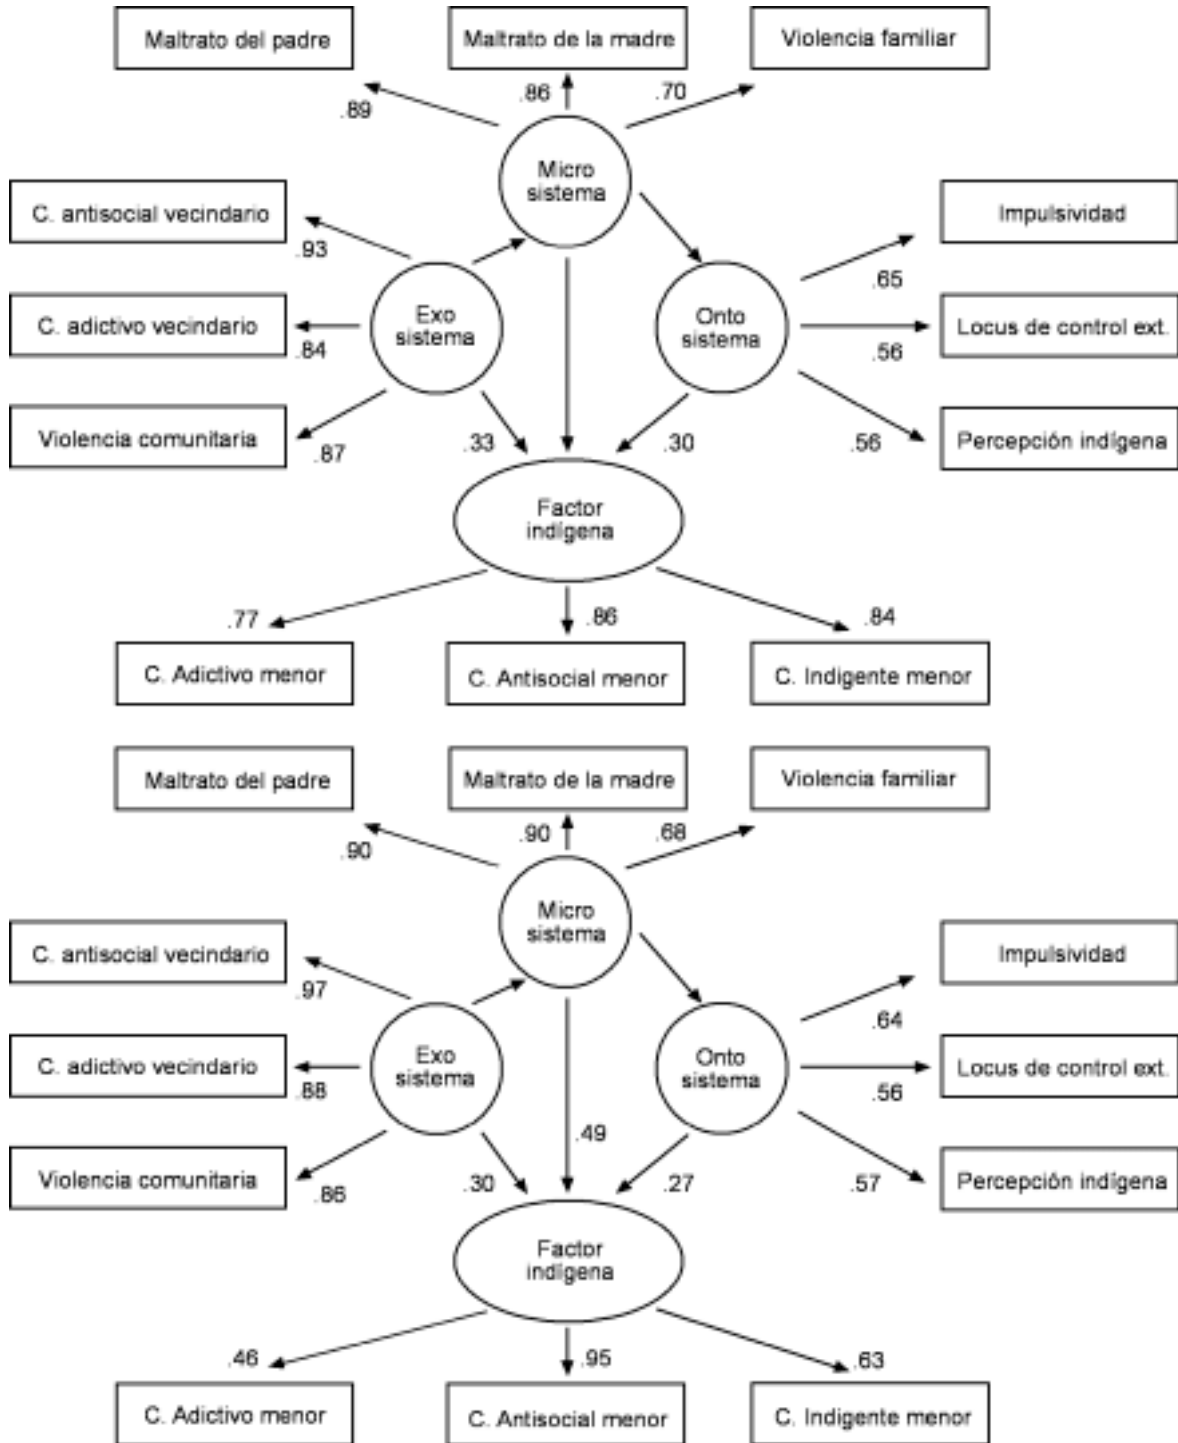 Maltrato del padre
Maltrato de la madre
Violencia familiar
.89
.86
.70
Micro
sistema
C. antisocial vecindario
Impulsividad
.93
.65
Exo
sistema
Onto
sistema
C. adictivo vecindario
Locus de control ext.
.84
.56
Violencia comunitaria
Percepción indígena
.87
.33
.30
.56
Factor
indígena
.77
.86
.84
C. Adictivo menor
C. Antisocial menor
C. Indigente menor
Maltrato del padre
Maltrato de la madre
Violencia familiar
.90
.90
.68
Micro
sistema
C. antisocial vecindario
Impulsividad
.97
.64
Exo
sistema
Onto
sistema
C. adictivo vecindario
Locus de control ext.
.88
.56
.49
Violencia comunitaria
Percepción indígena
.86
.30
.27
.57
Factor
indígena
.46
.95
.63
C. Adictivo menor
C. Antisocial menor
C. Indigente menor